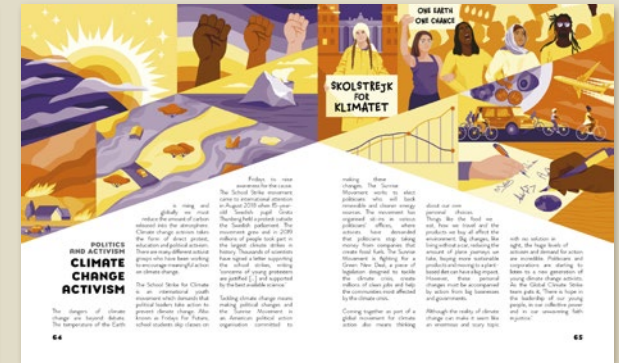 ONE EARTH
ONE CHANCE
SKOLSTREJK
FOR
KLIMATET
POLITICS
AND ACTIVISM
CLIMATE
CHANGE
ACTIVISM
The dangers of climate
change are beyond debate.
The temperature of the Earth
is rising and
globally we must
reduce the amount of carbon
released into the atmosphere.
Climate change activism takes
the form of direct protest,
education and political activism.
There are many different activist
groups who have been working
to encourage meaningful action
on climate change.
The School Strike for Climate
is an international youth
movement which demands that
political leaders take action to
prevent climate change. Also
known as Fridays For Future,
school students skip classes on
Fridays to raise
awareness for the cause.
The School Strike movement
came to international attention
in August 2018 when 15-year-
old Swedish pupil Greta
Thunberg held a protest outside
the Swedish parliament. The
movement grew and in 2019
millions of people took part in
the largest climate strikes in
history. Thousands of scientists
have signed a letter supporting
the school strikes, writing
'concerns of young protesters
are justified [...] and supported
by the best available science.'
Tackling climate change means
making political changes and
the Sunrise Movement is
an American political action
organisation committed to
making these
changes. The Sunrise
Movement works to elect
politicians who will back
renewable and cleaner energy
sources. The movement has
organised sit-ins in various
politicians' offices, where
activists have demanded
that politicians stop taking
money from companies that
create fossil fuels. The Sunrise
Movement is fighting for a
Green New Deal, a piece of
legislation designed to tackle
the climate crisis, create
millions of clean jobs and help
the communities most affected
by the climate crisis.
Coming together as part of a
global movement for climate
action also means thinking
about our own
personal choices.
Things like the food we
eat, how we travel and the
products we buy all affect the
environment. Big changes, like
living without a car, reducing the
amount of plane journeys we
take, buying more sustainable
products and moving to a plant-
based diet can have a big impact.
However, these personal
changes must be accompanied
by action from big businesses
and governments.
Although the reality of climate
change can make it seem like
an enormous and scary topic
with no solution in
sight, the huge levels of
activism and demand for action
are incredible. Politicians and
corporations are starting to
listen to a new generation of
young climate change activists.
As the Global Climate Strike
team puts it, 'There is hope in
the leadership of our young
people, in our collective power
and in our unwavering faith
in justice.'
64
65